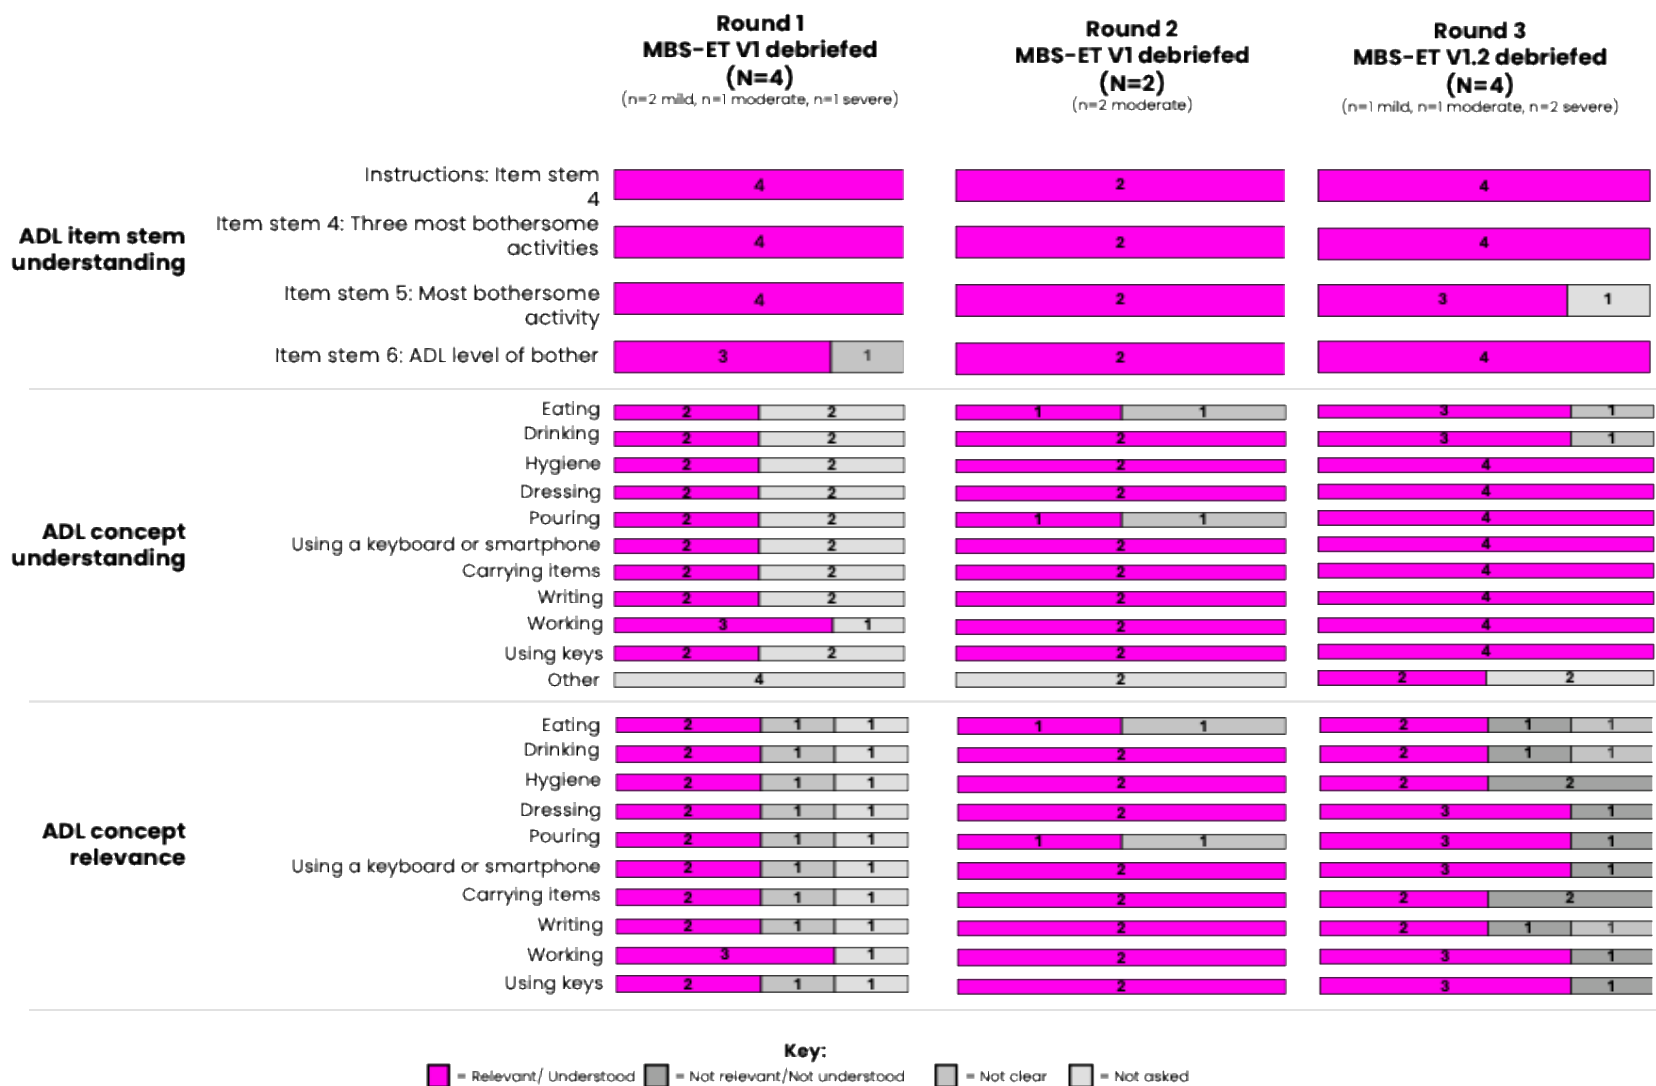 Round 1
MBS-ET V1 debriefed
(N=4)
(n=2 mild, n=1 moderate, n=1 severe)
Round 2
MBS-ET V1 debriefed
(N=2)
(n=2 moderate)
Round 3
MBS-ET V1.2 debriefed
(N=4)
(n=1 mild, n=1 moderate, n=2 severe)
ADL item stem
understanding
Instructions: Item stem
4
4 2 4
Item stem 4: Three most bothersome
activities
4 2 4
Item stem 5: Most bothersome
activity
4 2 3 1
Item stem 6: ADL level of bother 3 1 2 4
ADL concept
understanding
Eating 2 2 1 1 3 1
Drinking 2 2 2 3 1
Hygiene 2 2 2 4
Dressing 2 2 2 4
Pouring 2 2 1 1 4
Using a keyboard or smartphone 2 2 2 4
Carrying items 2 2 2 4
Writing 2 2 2 4
Working 3 1 2 4
Using keys 2 2 2 4
Other 4 2 2 2
ADL concept
relevance
Eating 2 1 1 1 1 2 1 1
Drinking 2 1 1 2 2 1 1
Hygiene 2 1 1 2 2 2
Dressing 2 1 1 2 3 1
Pouring 2 1 1 1 1 3 1
Using a keyboard or smartphone 2 1 1 2 3 1
Carrying items 2 1 1 2 2 2
Writing 2 1 1 2 2 1 1
Working 3 1 2 3 1
Using keys 2 1 1 2 3 1
Key:
= Relevant/ Understood = Not relevant/Not understood = Not clear = Not asked